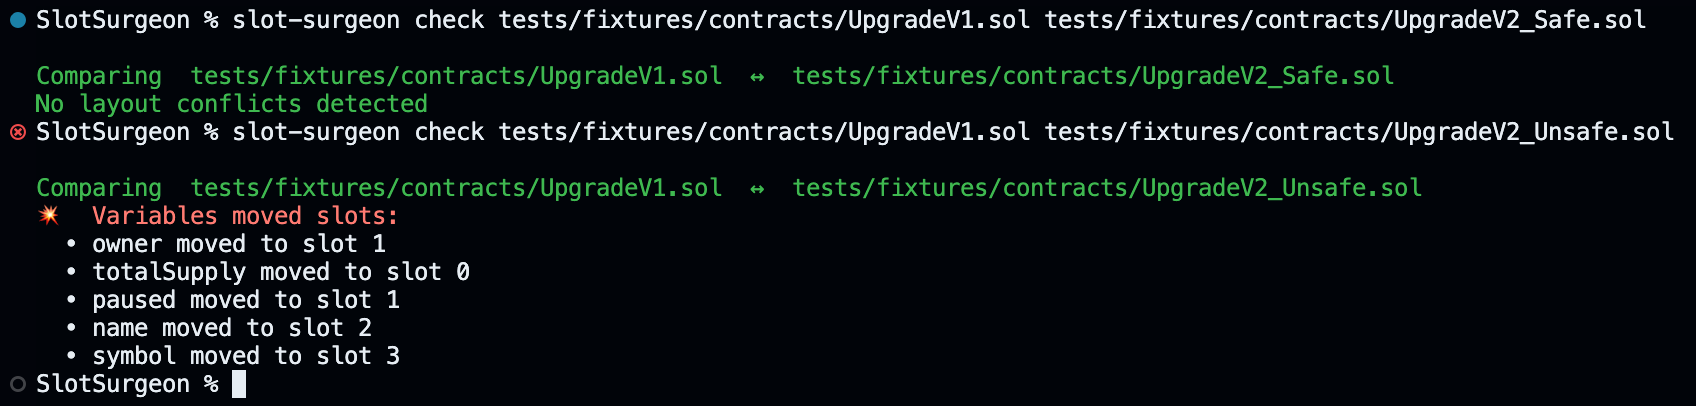 SlotSurgeon % slot-surgeon check tests/fixtures/contracts/UpgradeV1.sol tests/fixtures/contracts/UpgradeV2_Safe.sol
Comparing  tests/fixtures/contracts/UpgradeV1.sol  ↔  tests/fixtures/contracts/UpgradeV2_Safe.sol
No layout conflicts detected
SlotSurgeon % slot-surgeon check tests/fixtures/contracts/UpgradeV1.sol tests/fixtures/contracts/UpgradeV2_Unsafe.sol
Comparing  tests/fixtures/contracts/UpgradeV1.sol  ↔  tests/fixtures/contracts/UpgradeV2_Unsafe.sol
💥  Variables moved slots:
• owner moved to slot 1
• totalSupply moved to slot 0
• paused moved to slot 1
• name moved to slot 2
• symbol moved to slot 3
SlotSurgeon %